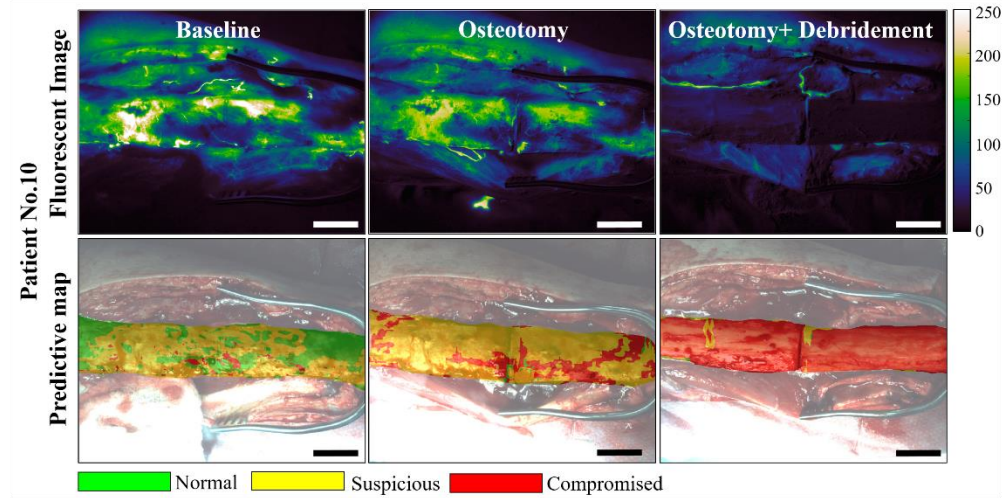 Baseline
Osteotomy
Osteotomy+ Debridement
250
200
150
100
50
0
Patient No.10
Fluorescent Image
Predictive map
Normal
Suspicious
Compromised